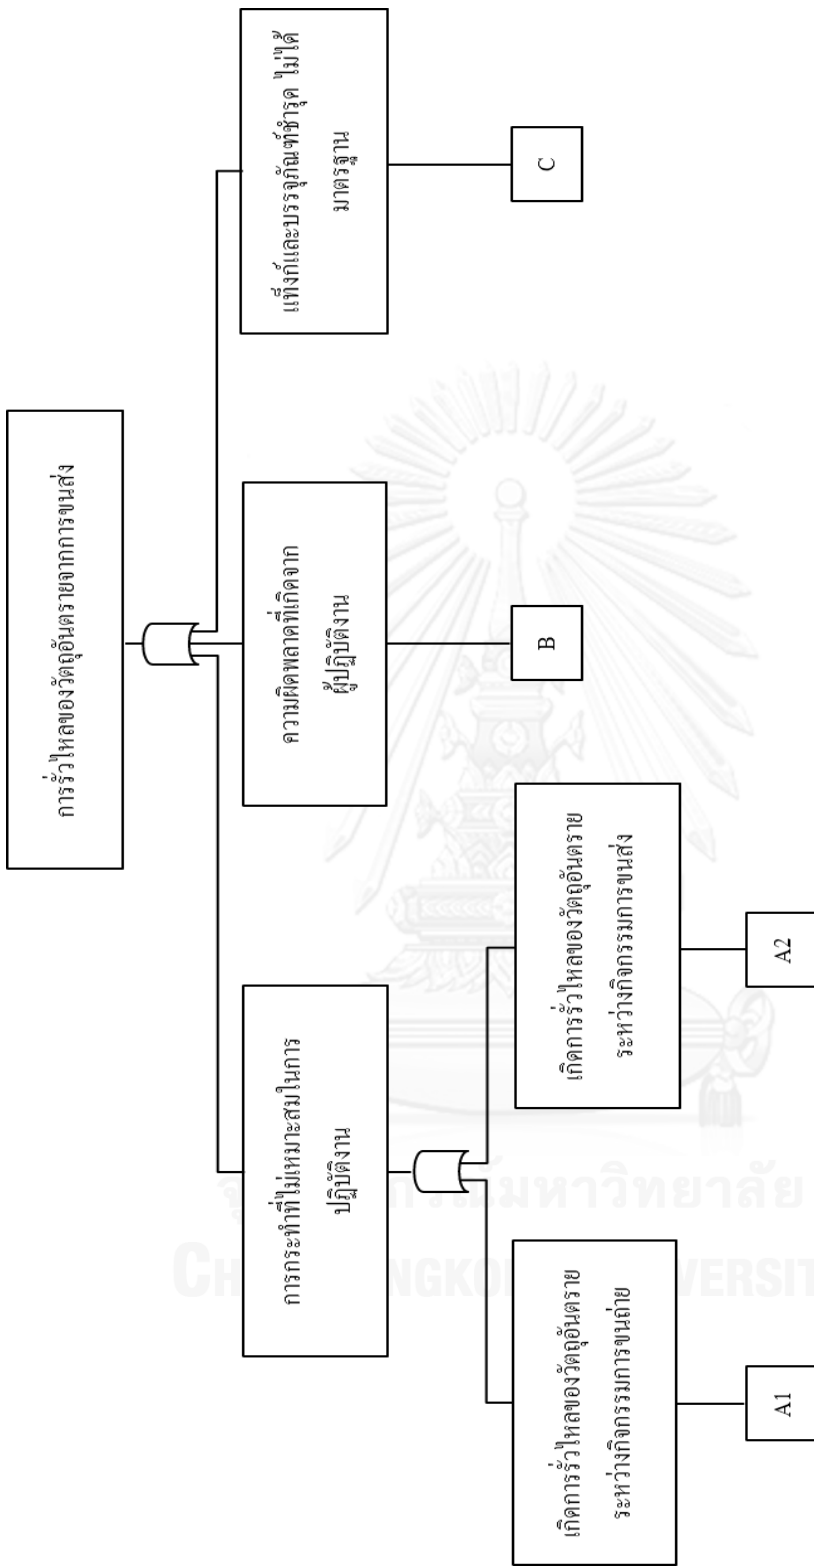 การรั่วไหลของวัตถุอันตรายจากการขนส่ง
การกระทำที่ไม่เหมาะสมในการ
ปฏิบัติงาน
ความผิดพลาดที่เกิดจาก
ผู้ปฏิบัติงาน
แท็งก์และบรรจุภัณฑ์ชำรุด ไม่ได้
มาตรฐาน
เกิดการรั่วไหลของวัตถุอันตราย
ระหว่างกิจกรรมการขนถ่าย
เกิดการรั่วไหลของวัตถุอันตราย
ระหว่างกิจกรรมการขนส่ง
B
C
A1
A2